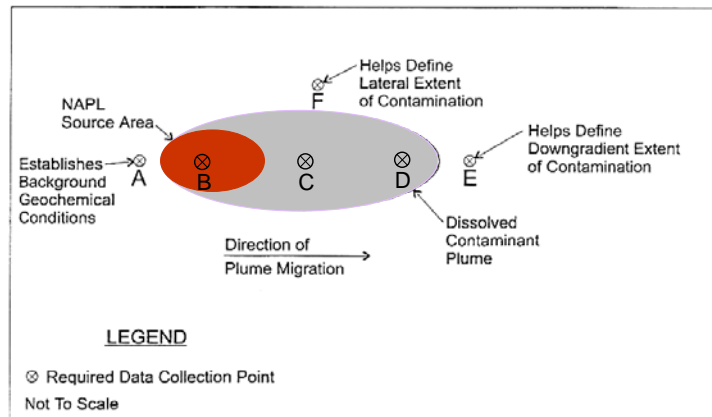 Helps Define
Lateral Extent
of Contamination
F
NAPL
Source Area
Establishes
Background
Geochemical
Conditions
A
B
C
D
E
Helps Define
Downgradient Extent
of Contamination
Dissolved
Contaminant
Plume
Direction of
Plume Migration
LEGEND
⊗ Required Data Collection Point
Not To Scale